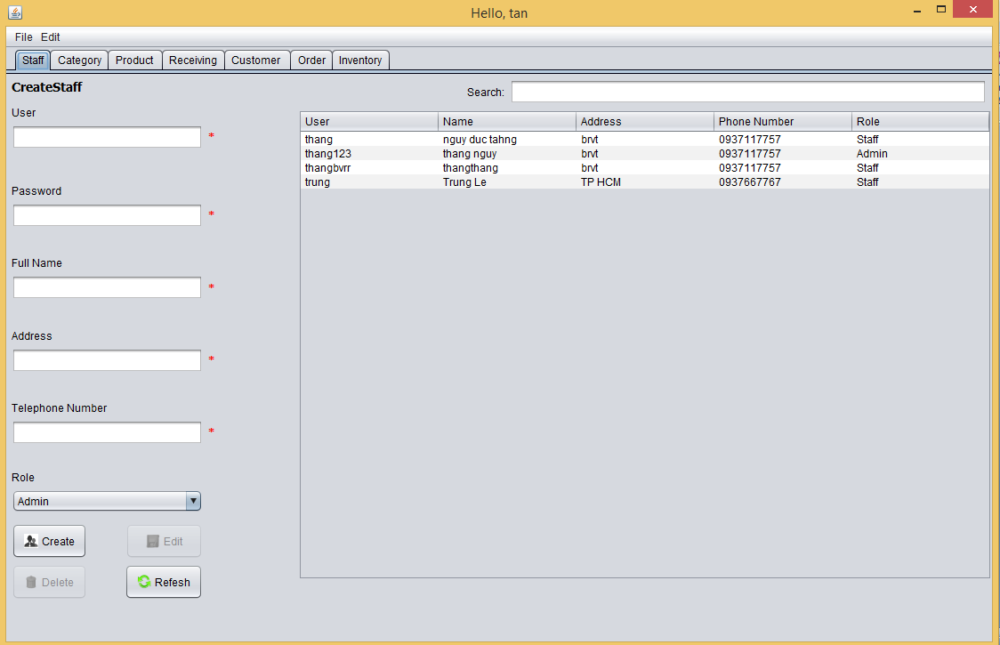 Hello, tan
File Edit
Staff Category Product Receiving Customer Order Inventory
CreateStaff
Search:
User
*
Password
*
Full Name
*
Address
*
Telephone Number
*
Role
Admin
Create Edit
Delete Refesh
User Name Address Phone Number Role
thang nguy duc tahng brvt 0937117757 Staff
thang123 thang nguy brvt 0937117757 Admin
thangbvrr thangthang brvt 0937117757 Staff
trung Trung Le TP HCM 0937667767 Staff